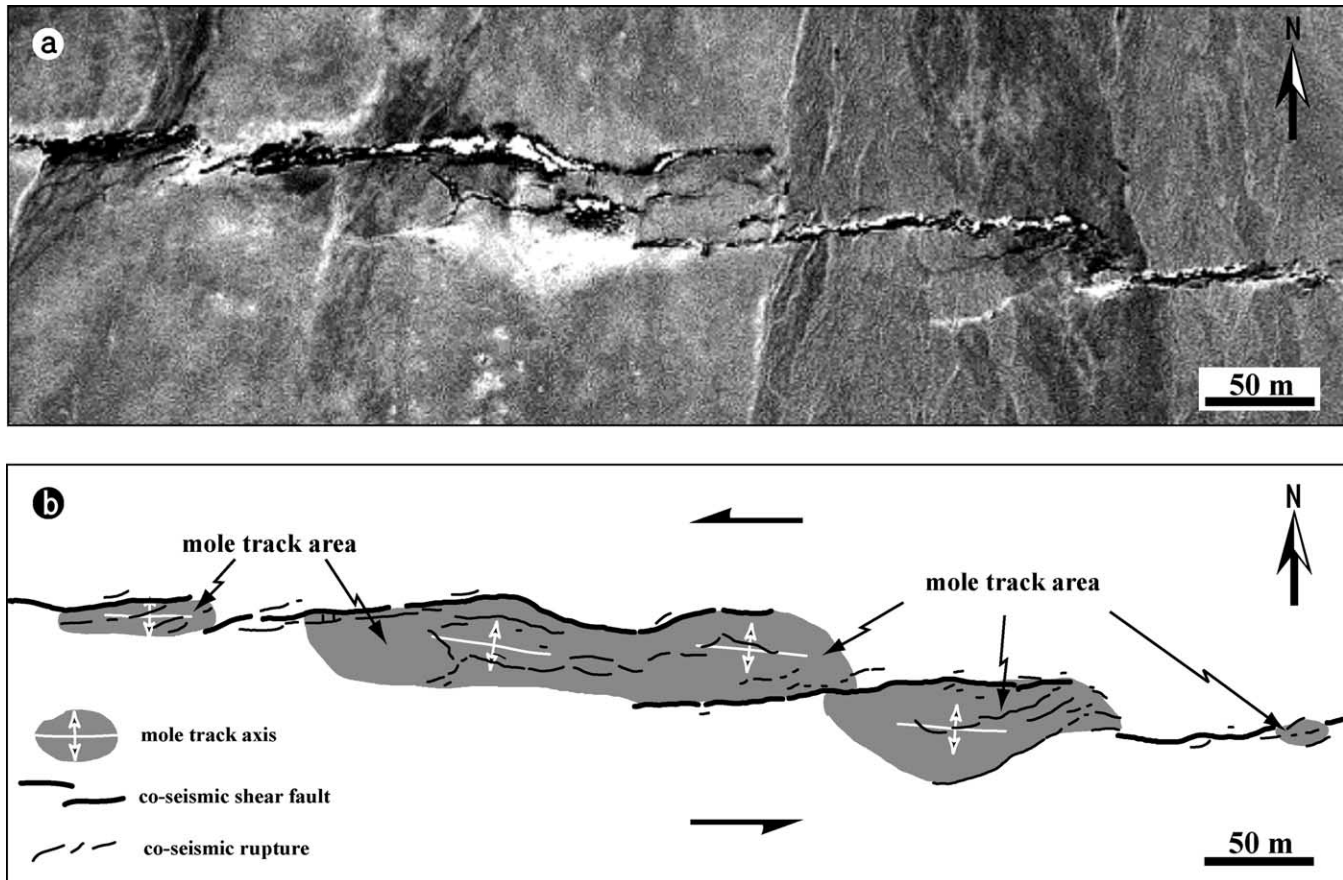 a
N
50 m
b
N
mole track area
mole track area
mole track axis
co-seismic shear fault
co-seismic rupture
50 m